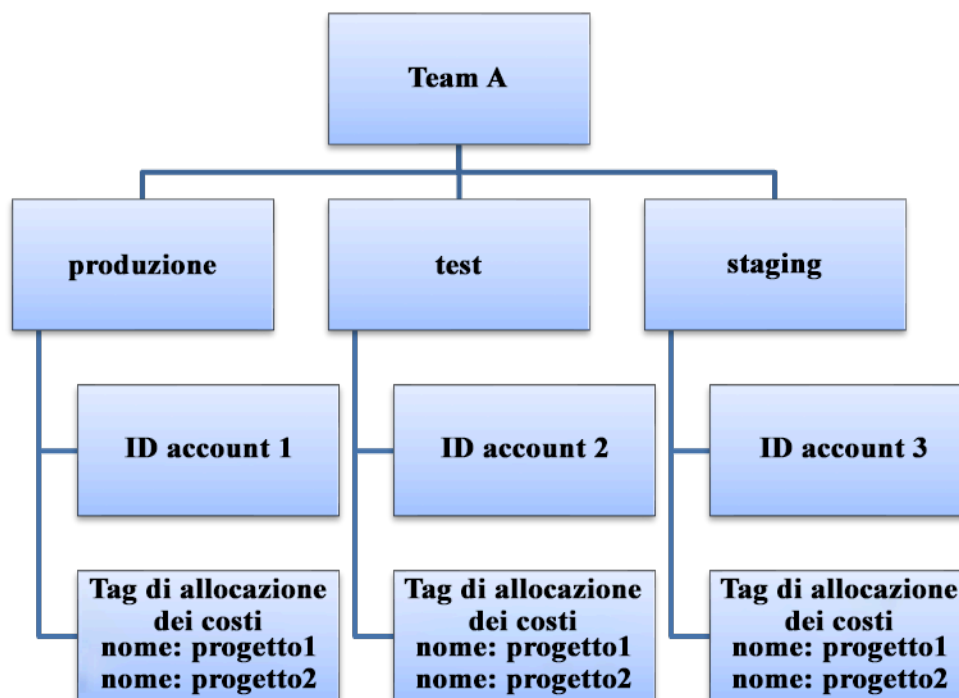 Team A
produzione
test
staging
ID account 1
ID account 2
ID account 3
Tag di allocazione
dei costi
nome: progetto1
nome: progetto2
Tag di allocazione
dei costi
nome: progetto1
nome: progetto2
Tag di allocazione
dei costi
nome: progetto1
nome: progetto2